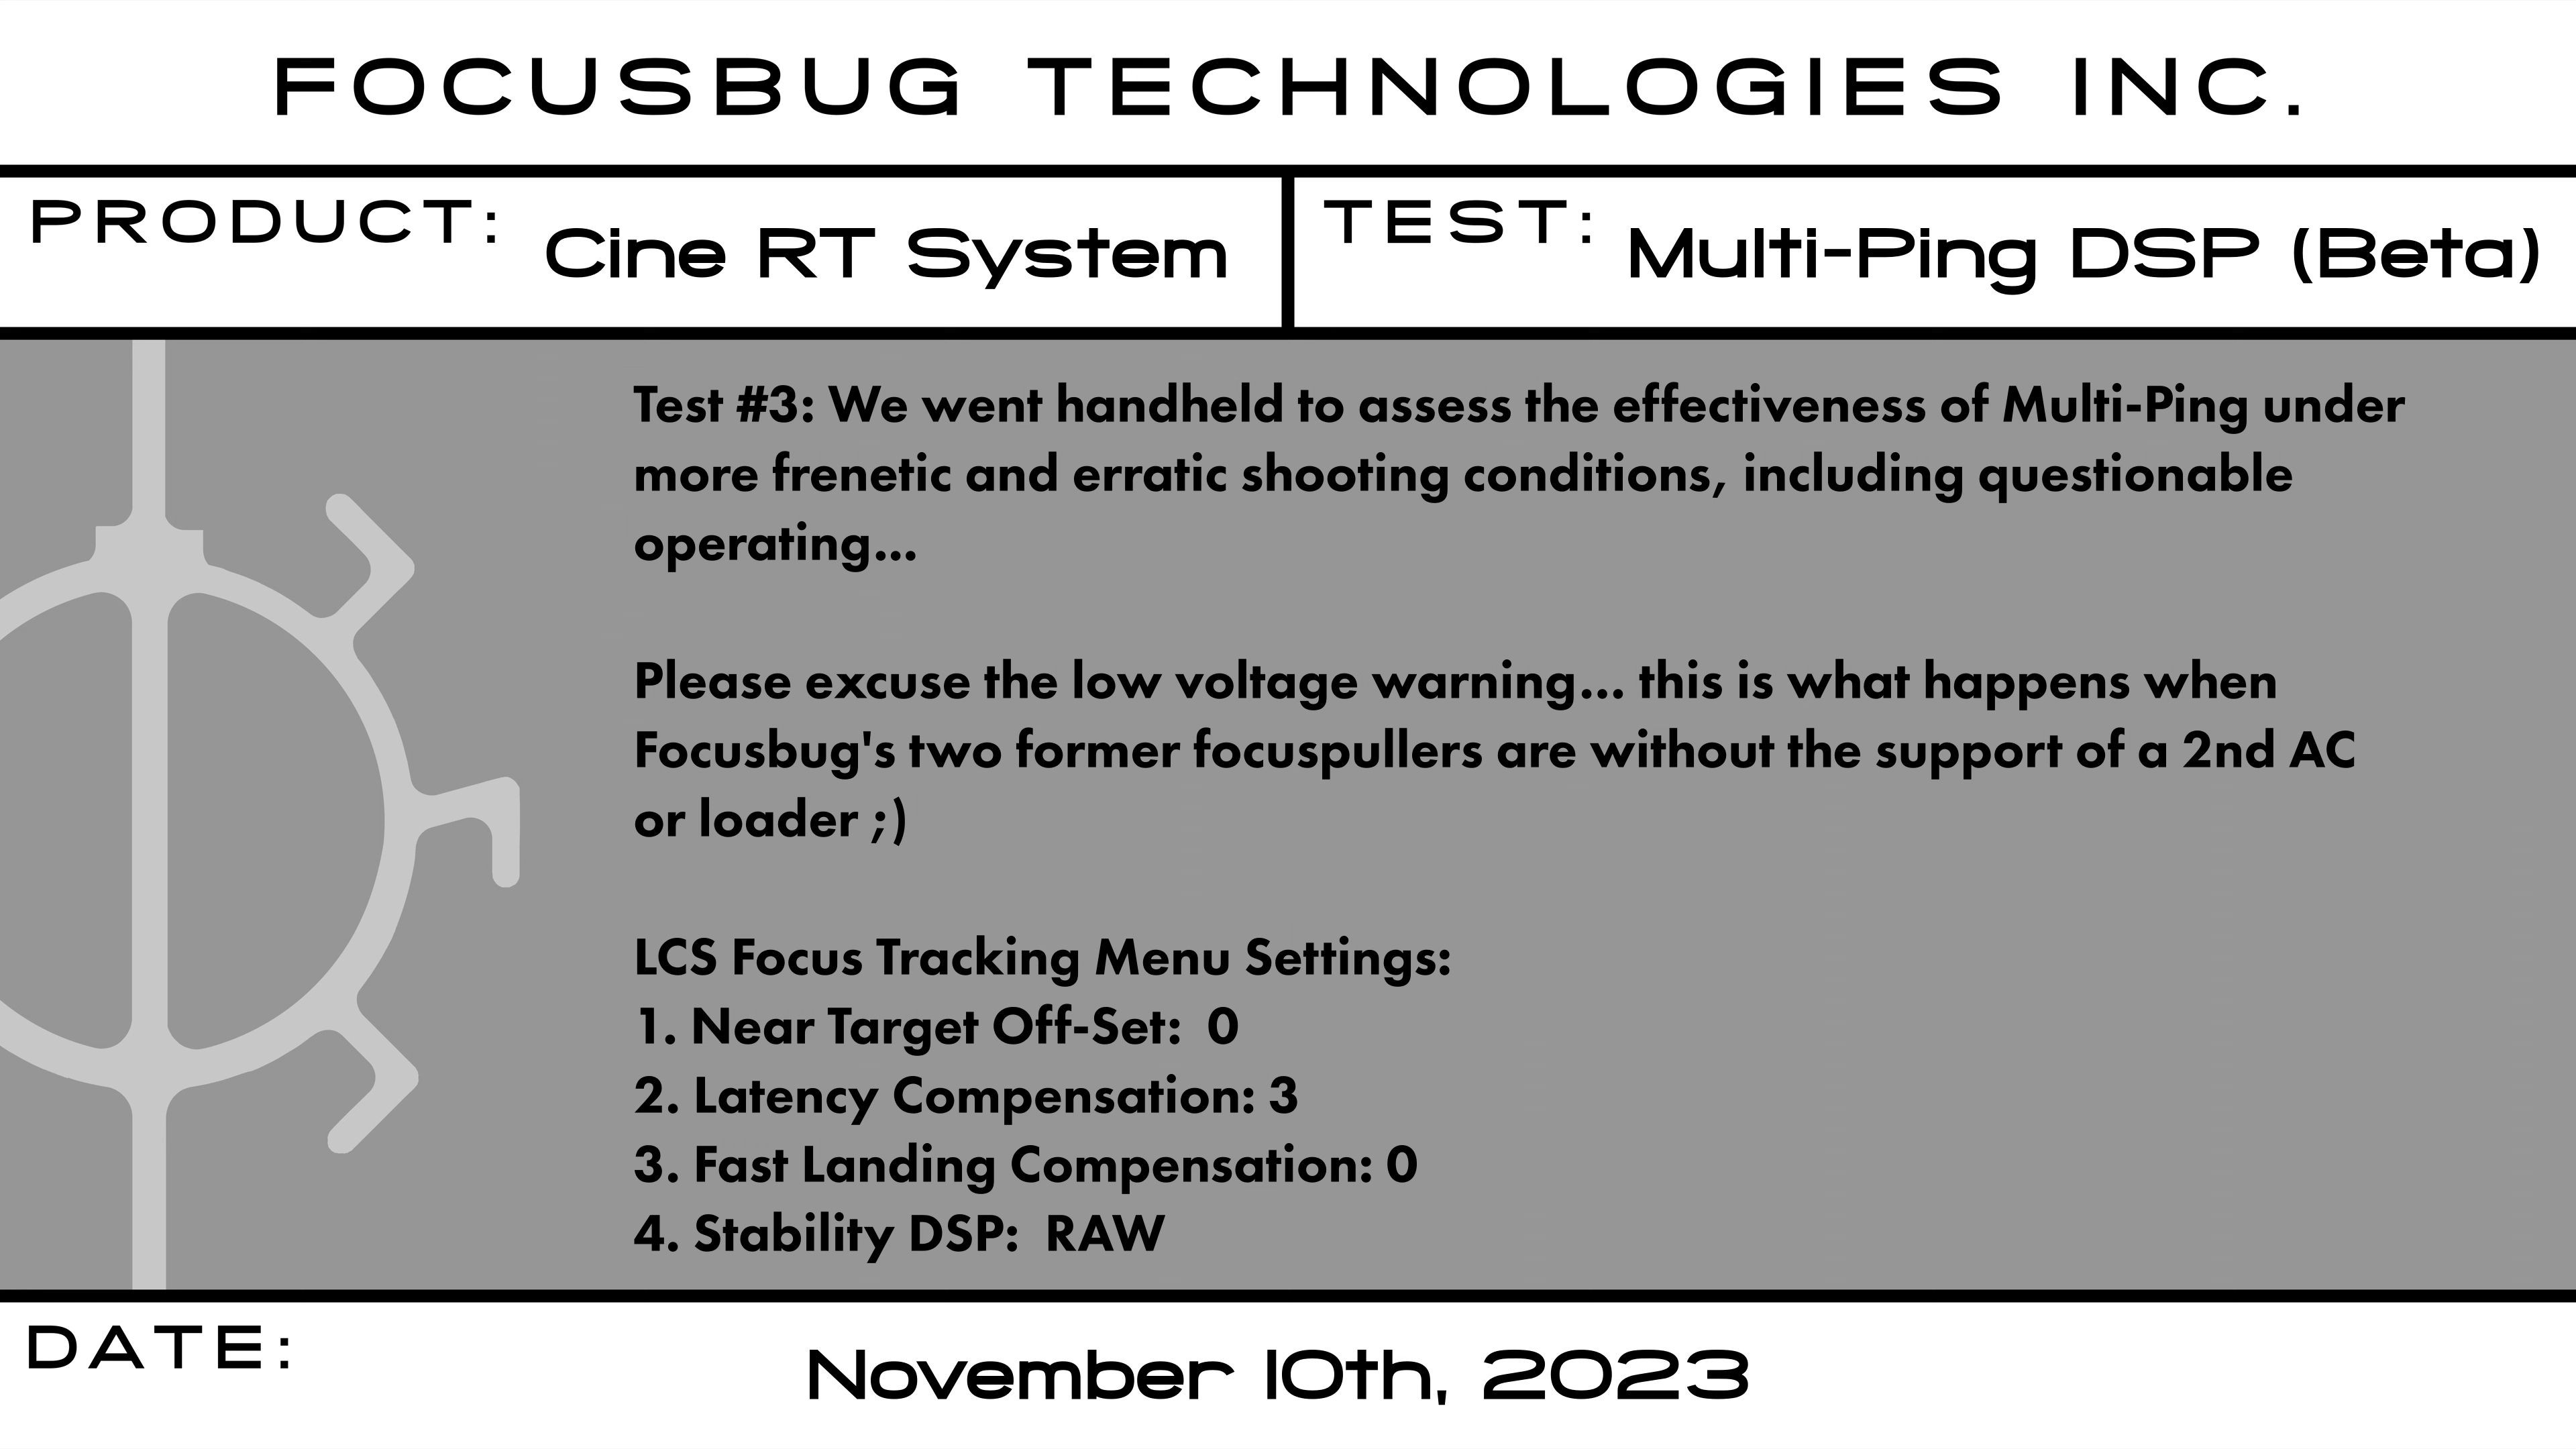 FOCUSBUG TECHNOLOGIES INC.
PRODUCT: Cine RT System
TEST: Multi-Ping DSP (Beta)
Test #3: We went handheld to assess the effectiveness of Multi-Ping under
more frenetic and erratic shooting conditions, including questionable
operating...
Please excuse the low voltage warning... this is what happens when
Focusbug's two former focuspullers are without the support of a 2nd AC
or loader ;)
LCS Focus Tracking Menu Settings:
1. Near Target Off-Set:  0
2. Latency Compensation: 3
3. Fast Landing Compensation: 0
4. Stability DSP:  RAW
DATE: November 10th, 2023